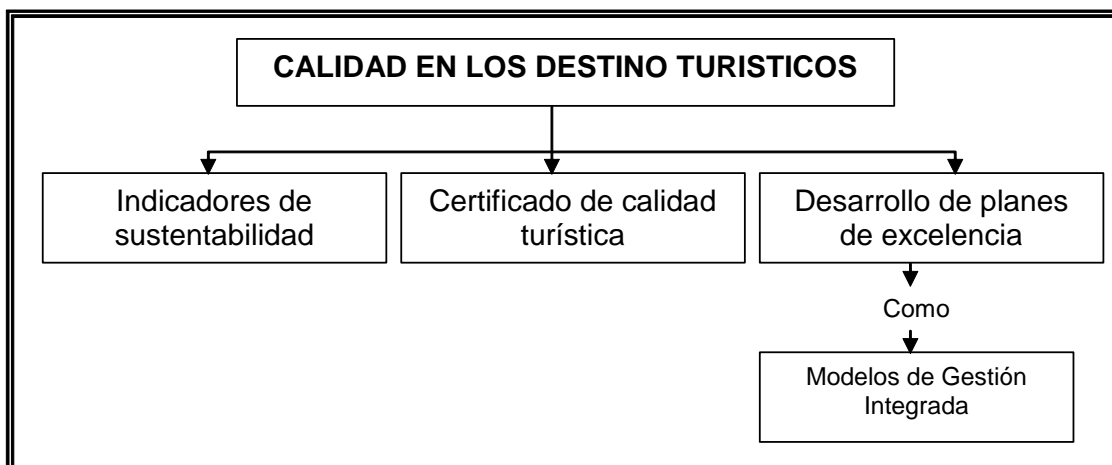 CALIDAD EN LOS DESTINO TURISTICOS
Indicadores de
sustentabilidad
Certificado de calidad
turística
Desarrollo de planes
de excelencia
Como
Modelos de Gestión
Integrada